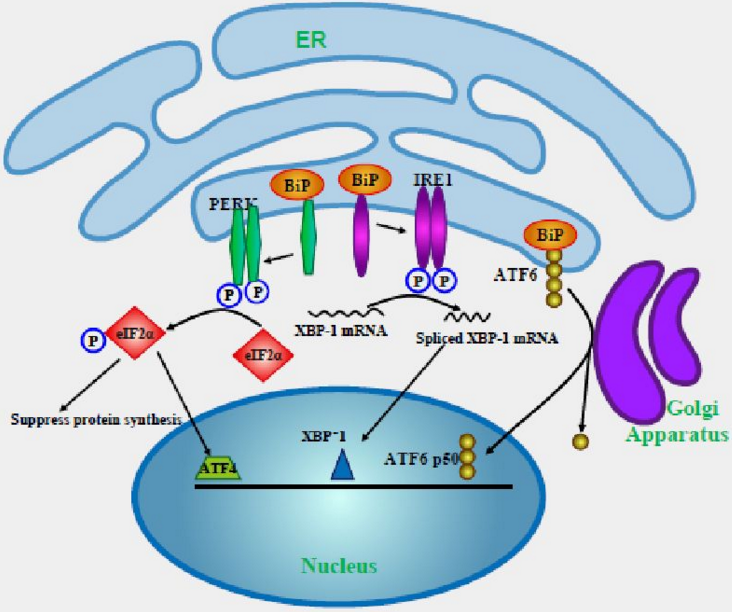 ER
BiP
BiP
IRE1
PERK
BiP
ATF6
P
P
P
P
XBP-1 mRNA
Spliced XBP-1 mRNA
P
eIF2α
eIF2α
Suppress protein synthesis
Golgi
Apparatus
XBP-1
ATF6 p50
ATF4
Nucleus